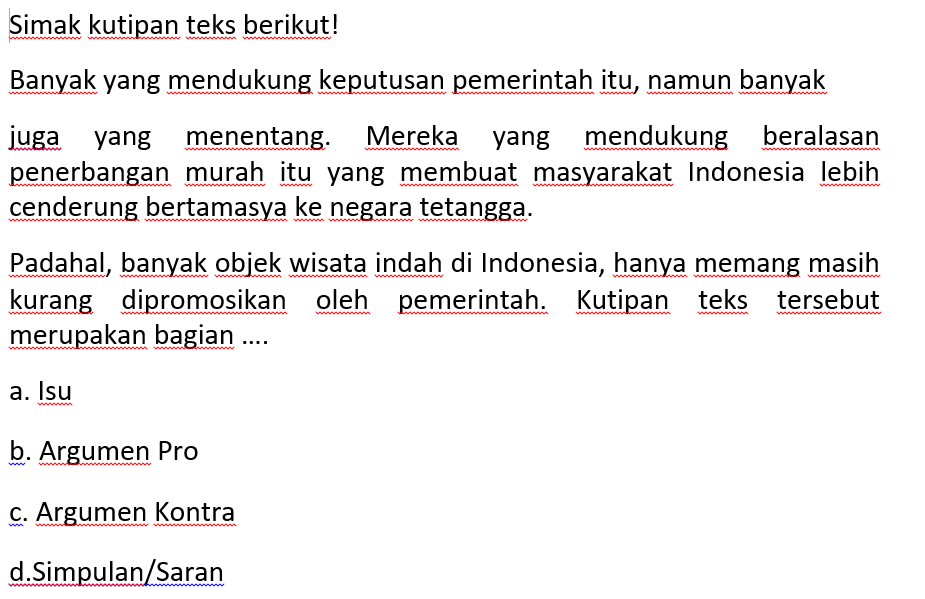 Simak kutipan teks berikut!
Banyak yang mendukung keputusan pemerintah itu, namun banyak
juga yang menentang. Mereka yang mendukung beralasan
penerbangan murah itu yang membuat masyarakat Indonesia lebih
cenderung bertamasya ke negara tetangga.
Padahal, banyak objek wisata indah di Indonesia, hanya memang masih
kurang dipromosikan oleh pemerintah. Kutipan teks tersebut
merupakan bagian ....
a. Isu
b. Argumen Pro
c. Argumen Kontra
d.Simpulan/Saran